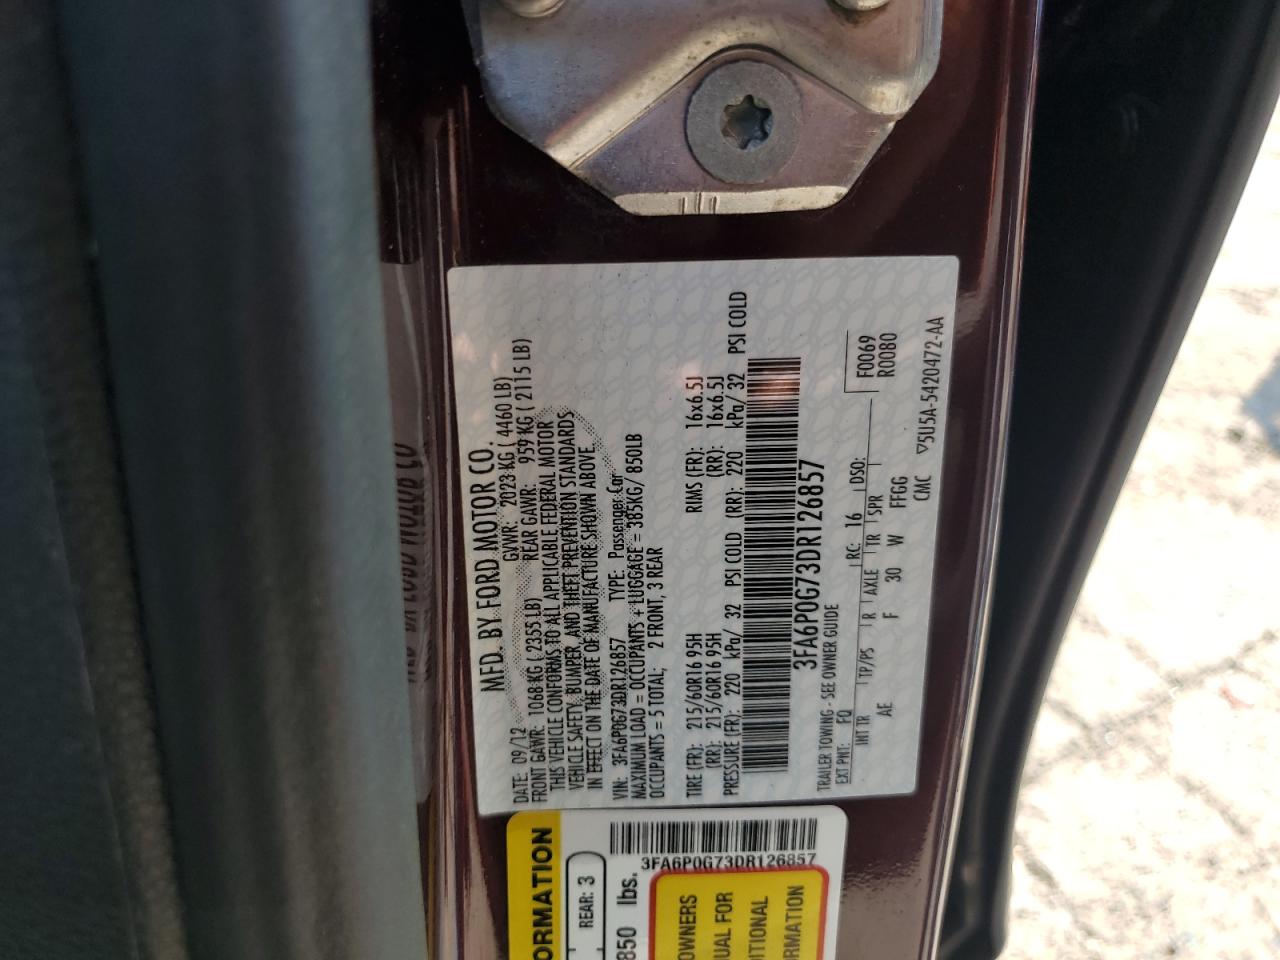 MFD. BY FORD MOTOR CO.
DATE: 09/12 GVWR: 2023 KG ( 4460 LB)
FRONT GAWR: 1068 KG ( 2355 LB) REAR GAWR: 959 KG ( 2115 LB)
THIS VEHICLE CONFORMS TO ALL APPLICABLE FEDERAL MOTOR
VEHICLE SAFETY, BUMPER, AND THEFT PREVENTION STANDARDS
IN EFFECT ON THE DATE OF MANUFACTURE SHOWN ABOVE.
VIN: 3FA6P0G73DR126857 TYPE: Passenger Car
MAXIMUM LOAD = OCCUPANTS + LUGGAGE = 385KG/ 850LB
OCCUPANTS = 5 TOTAL; 2 FRONT, 3 REAR
TIRE (FR): 215/60R16 95H RIMS (FR): 16x6.5J
(RR): 215/60R16 95H (RR): 16x6.5J
PRESSURE (FR): 220 kPa/ 32 PSI COLD (RR): 220 kPa/ 32 PSI COLD
3FA6P0G73DR126857
TRAILER TOWING - SEE OWNER GUIDE F0069
R0080
EXT PNT: FQ RC: 16 DSO:
INT TR TP/PS R AXLE TR SPR
AE F 30 W FFGG
CMC ▽5U5A-5420472-AA
ORMATION
REAR: 3
850 lbs.
3FA6P0G73DR126857
OWNERS
UAL FOR
ITIONAL
RMATION